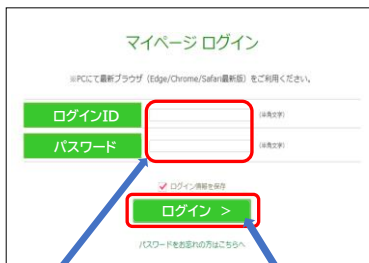 マイページ ログイン
※PCにて最新ブラウザ（Edge/Chrome/Safari最新版）をご利用ください。
ログインID
(半角文字)
パスワード
(半角文字)
ログイン情報を保存
ログイン ＞
パスワードをお忘れの方はこちらへ